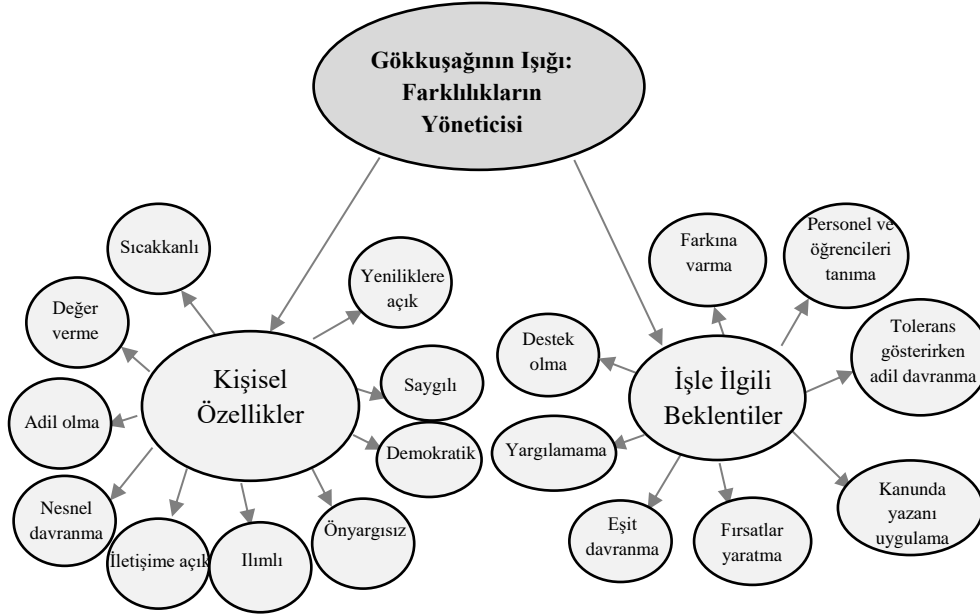 Gökkuşağının Işığı:
Farklılıkların
Yöneticisi
Kişisel
Özellikler
Sıcakkanlı
Yeniliklere
açık
Değer
verme
Saygılı
Adil olma
Demokratik
Nesnel
davranma
İletişime açık
Ilımlı
Önyargısız
İşle İlgili
Beklentiler
Farkına
varma
Personel ve
öğrencileri
tanıma
Destek
olma
Tolerans
gösterirken
adil davranma
Yargılamama
Eşit
davranma
Fırsatlar
yaratma
Kanunda
yazanı
uygulama